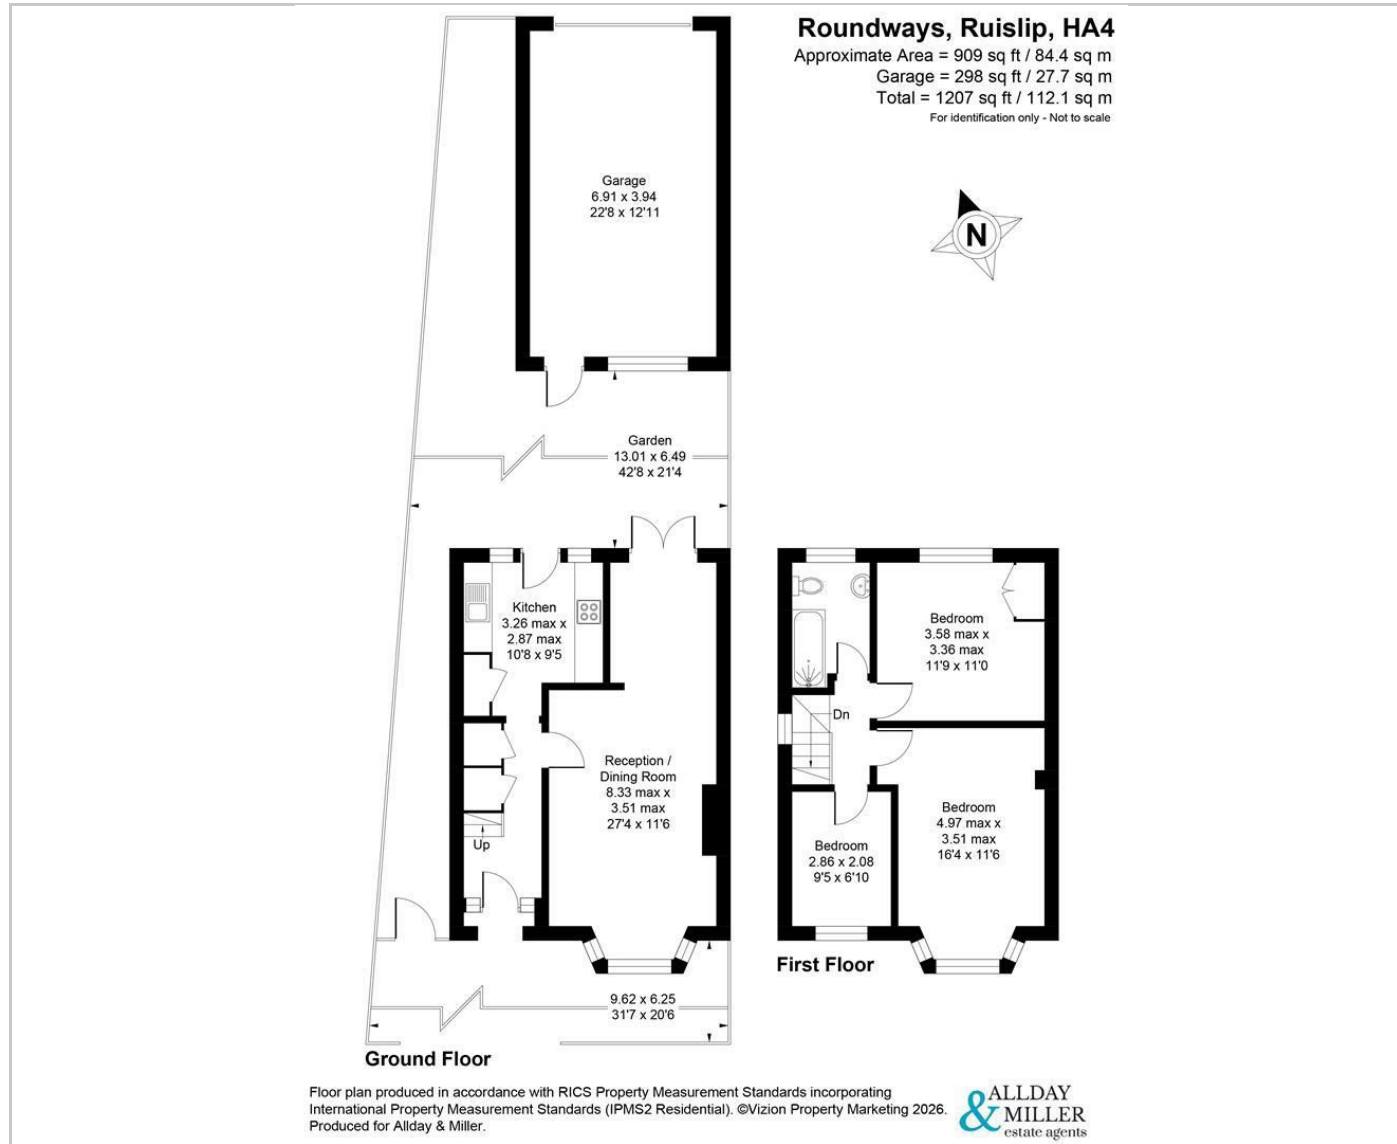 Roundways, Ruislip, HA4
Approximate Area = 909 sq ft / 84.4 sq m
Garage = 298 sq ft / 27.7 sq m
Total = 1207 sq ft / 112.1 sq m
For identification only - Not to scale
N
Garage
6.91 x 3.94
22'8 x 12'11
Garden
13.01 x 6.49
42'8 x 21'4
Kitchen
3.26 max x
2.87 max
10'8 x 9'5
Reception /
Dining Room
8.33 max x
3.51 max
27'4 x 11'6
Up
9.62 x 6.25
31'7 x 20'6
Ground Floor
Bedroom
3.58 max x
3.36 max
11'9 x 11'0
Dn
Bedroom
4.97 max x
3.51 max
16'4 x 11'6
Bedroom
2.86 x 2.08
9'5 x 6'10
First Floor
Floor plan produced in accordance with RICS Property Measurement Standards incorporating
International Property Measurement Standards (IPMS2 Residential). ©Vizion Property Marketing 2026.
Produced for Allday & Miller.
ALLDAY
& MILLER
estate agents